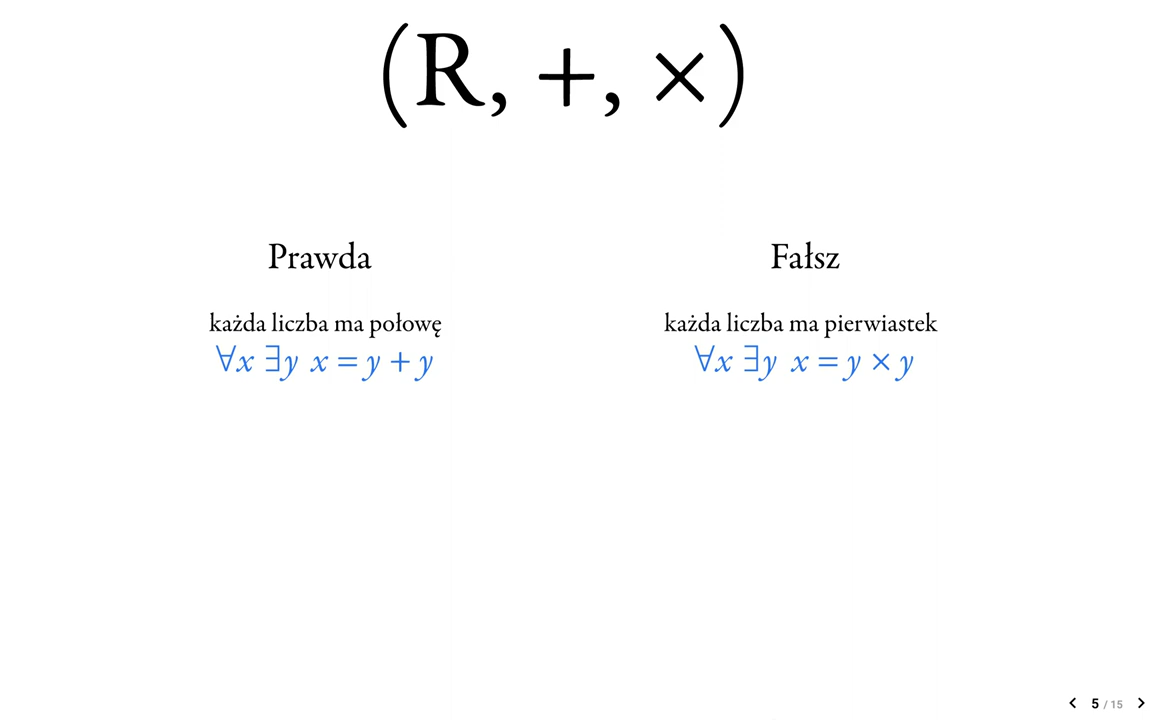 (R, +, ×)
Prawda
każda liczba ma połowę
∀x ∃y x = y + y
Fałsz
każda liczba ma pierwiastek
∀x ∃y x = y × y
5 / 15